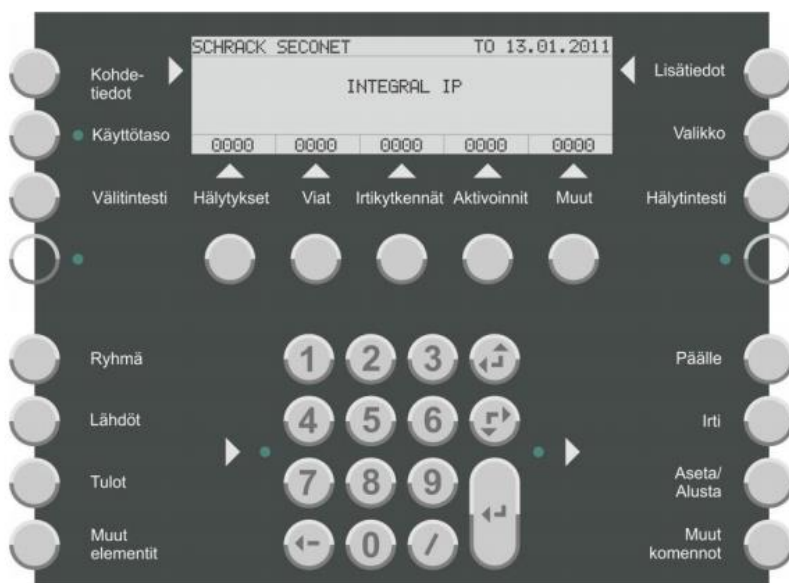 SCHRACK SECONET TO 13.01.2011
INTEGRAL IP
0000 0000 0000 0000 0000
Kohde-
tiedot
Lisätiedot
Käyttötaso
Valikko
Välitintesti
Hälytykset Viat Irtikytkennät Aktivoinnit Muut
Hälytintesti
Ryhmä
1 2 3
Päälle
Lähdöt
4 5 6
Irti
Tulot
7 8 9
Aseta/
Alusta
Muut
elementit
0 /
Muut
komennot